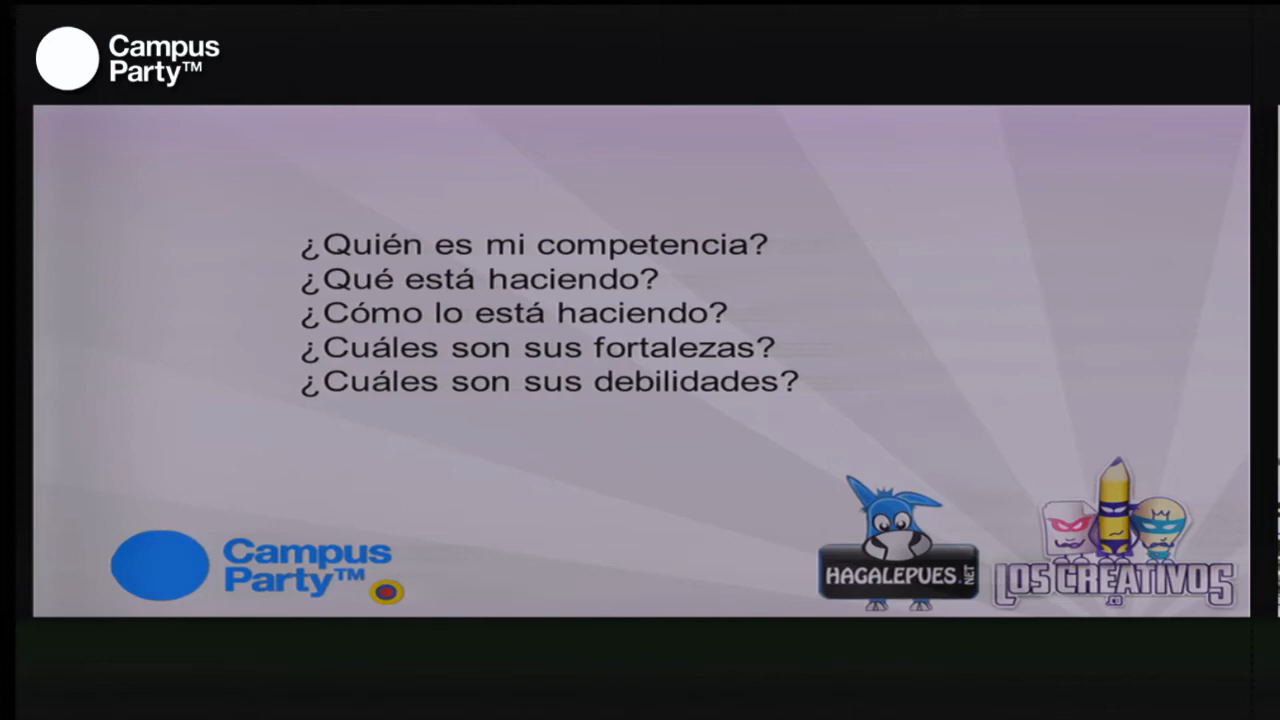 Campus
Party™
¿Quién es mi competencia?
¿Qué está haciendo?
¿Cómo lo está haciendo?
¿Cuáles son sus fortalezas?
¿Cuáles son sus debilidades?
Campus
Party™
HAGALEPUES.NET
LOS CREATIVOS
.CO